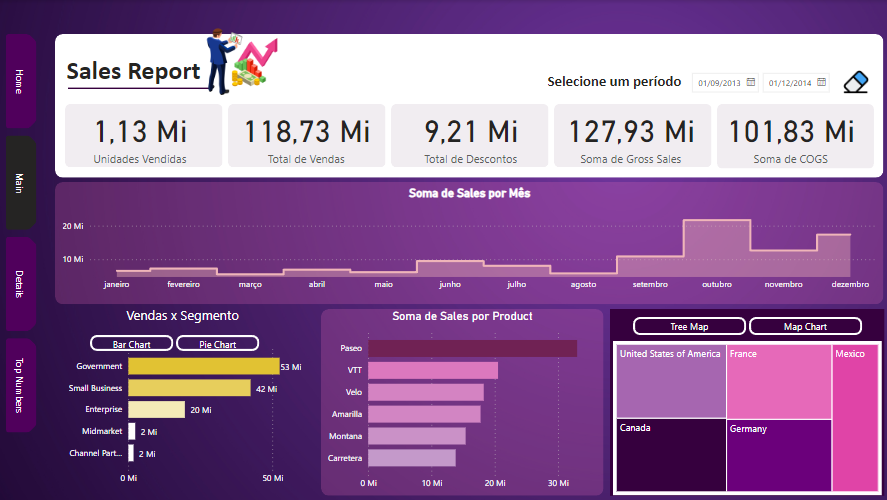 Home
Main
Details
Top Numbers
Sales Report
Selecione um período
01/09/2013
01/12/2014
1,13 Mi
Unidades Vendidas
118,73 Mi
Total de Vendas
9,21 Mi
Total de Descontos
127,93 Mi
Soma de Gross Sales
101,83 Mi
Soma de COGS
Soma de Sales por Mês
20 Mi
10 Mi
janeiro
fevereiro
março
abril
maio
junho
julho
agosto
setembro
outubro
novembro
dezembro
Vendas x Segmento
Bar Chart
Pie Chart
Government
53 Mi
Small Business
42 Mi
Enterprise
20 Mi
Midmarket
2 Mi
Channel Part...
2 Mi
0 Mi
50 Mi
Soma de Sales por Product
Paseo
VTT
Velo
Amarilla
Montana
Carretera
0 Mi
10 Mi
20 Mi
30 Mi
Tree Map
Map Chart
United States of America
France
Mexico
Canada
Germany